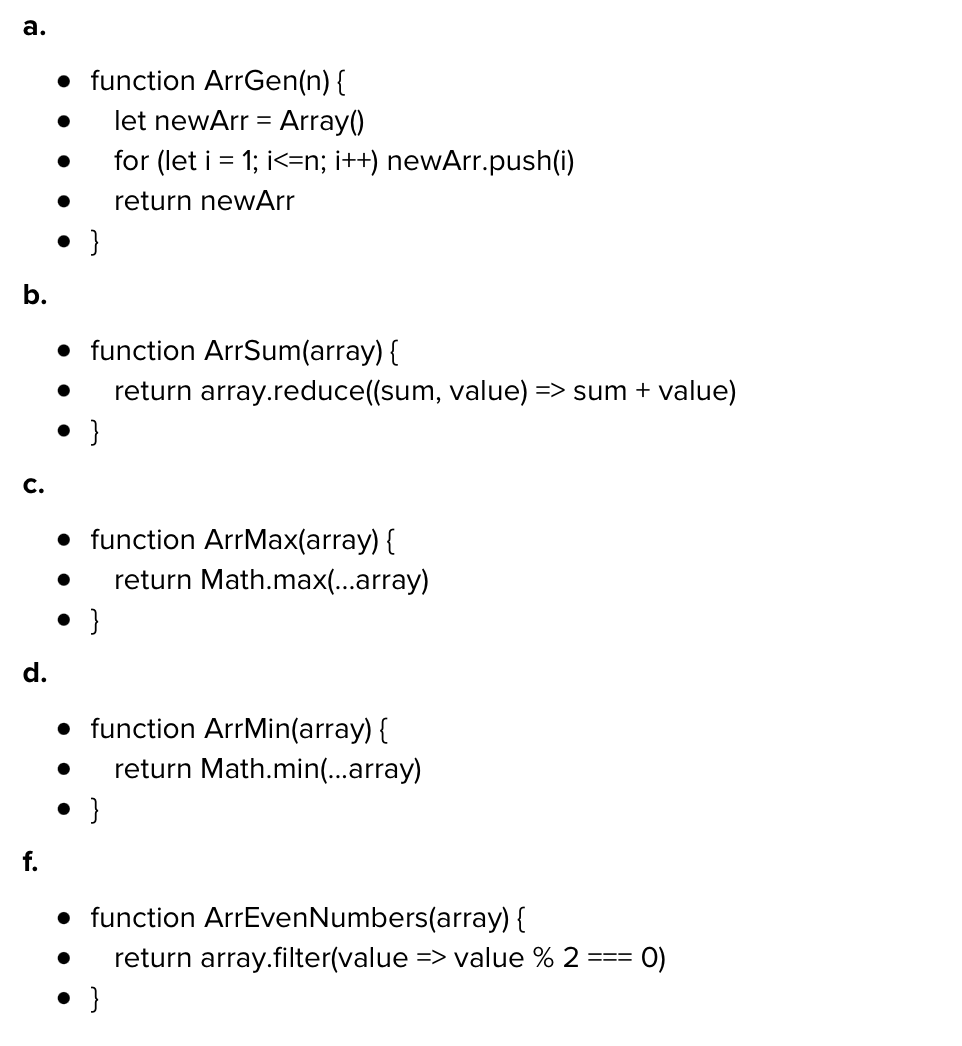 a.
● function ArrGen(n) {
●    let newArr = Array()
●    for (let i = 1; i<=n; i++) newArr.push(i)
●    return newArr
● }
b.
● function ArrSum(array) {
●    return array.reduce((sum, value) => sum + value)
● }
c.
● function ArrMax(array) {
●    return Math.max(...array)
● }
d.
● function ArrMin(array) {
●    return Math.min(...array)
● }
f.
● function ArrEvenNumbers(array) {
●    return array.filter(value => value % 2 === 0)
● }